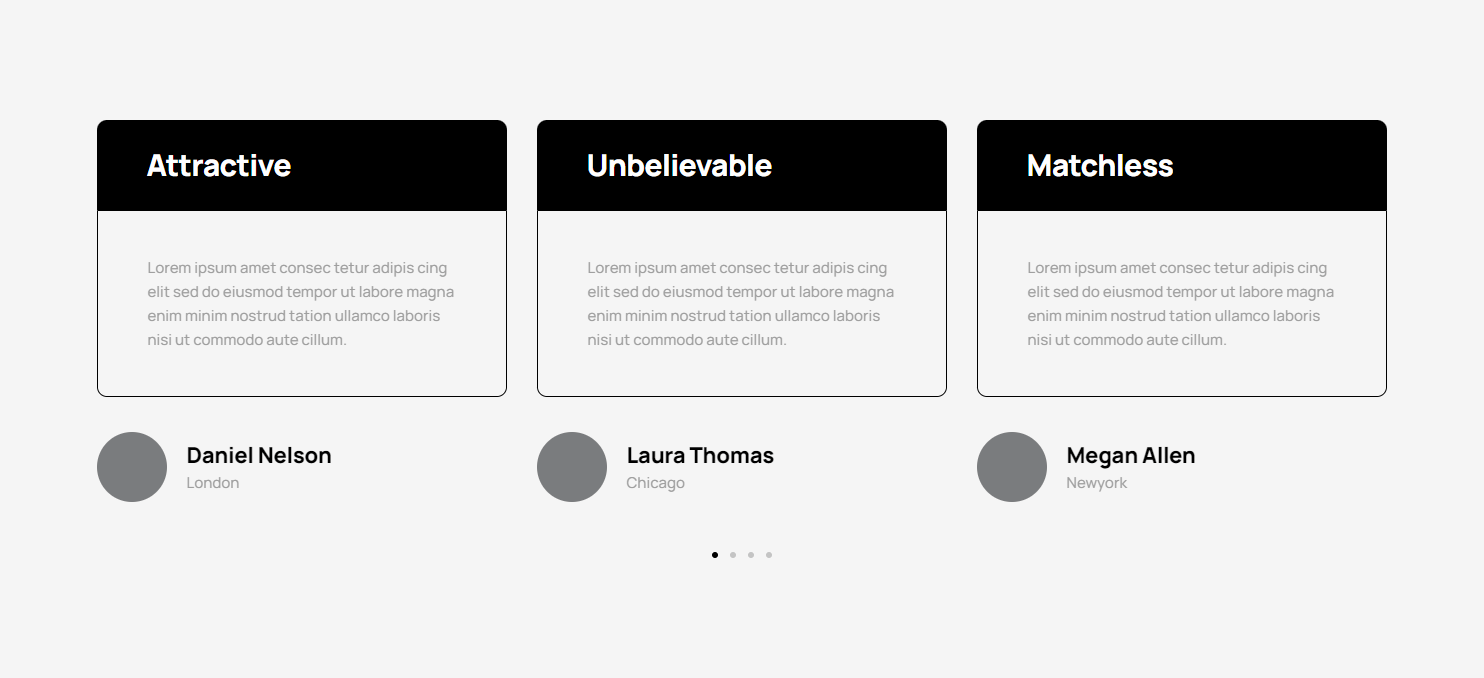 Attractive
Lorem ipsum amet consec tetur adipis cing
elit sed do eiusmod tempor ut labore magna
enim minim nostrud tation ullamco laboris
nisi ut commodo aute cillum.
Daniel Nelson
London
Unbelievable
Lorem ipsum amet consec tetur adipis cing
elit sed do eiusmod tempor ut labore magna
enim minim nostrud tation ullamco laboris
nisi ut commodo aute cillum.
Laura Thomas
Chicago
Matchless
Lorem ipsum amet consec tetur adipis cing
elit sed do eiusmod tempor ut labore magna
enim minim nostrud tation ullamco laboris
nisi ut commodo aute cillum.
Megan Allen
Newyork